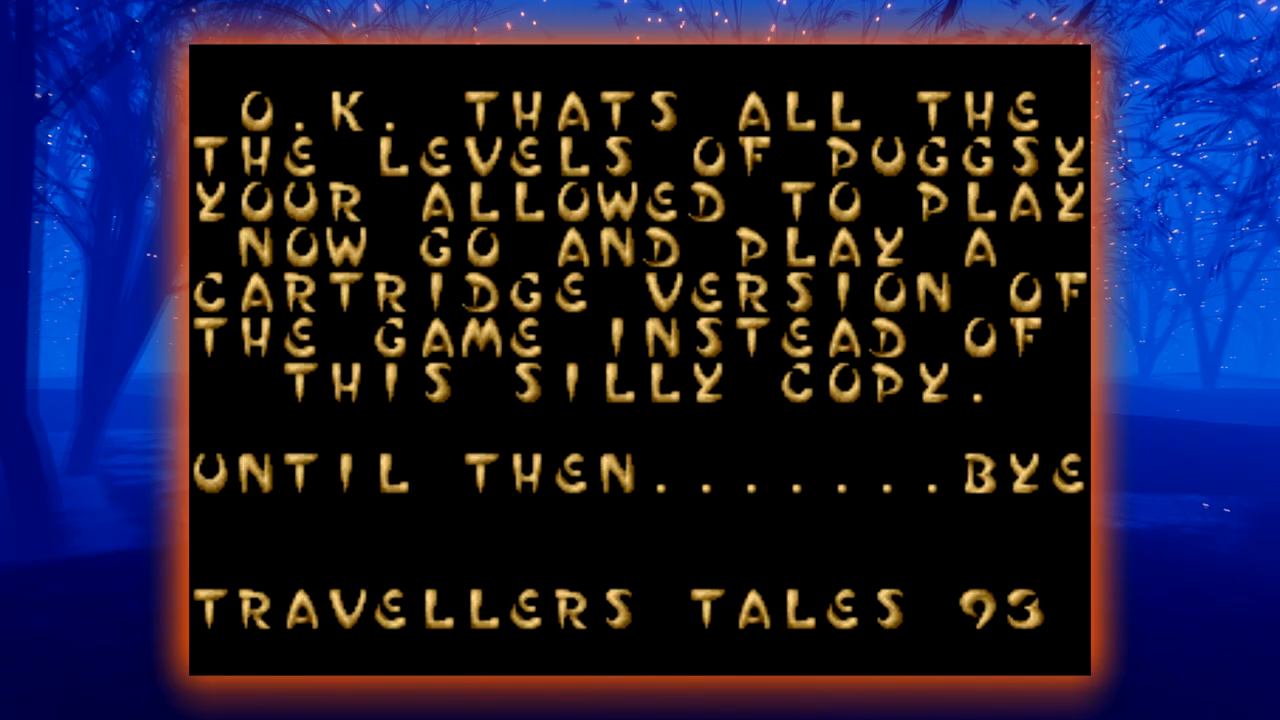 O.K. THATS ALL THE
THE LEVELS OF PUGGSY
YOUR ALLOWED TO PLAY
NOW GO AND PLAY A
CARTRIDGE VERSION OF
THE GAME INSTEAD OF
THIS SILLY COPY.
UNTIL THEN.......BYE
TRAVELLERS TALES 93